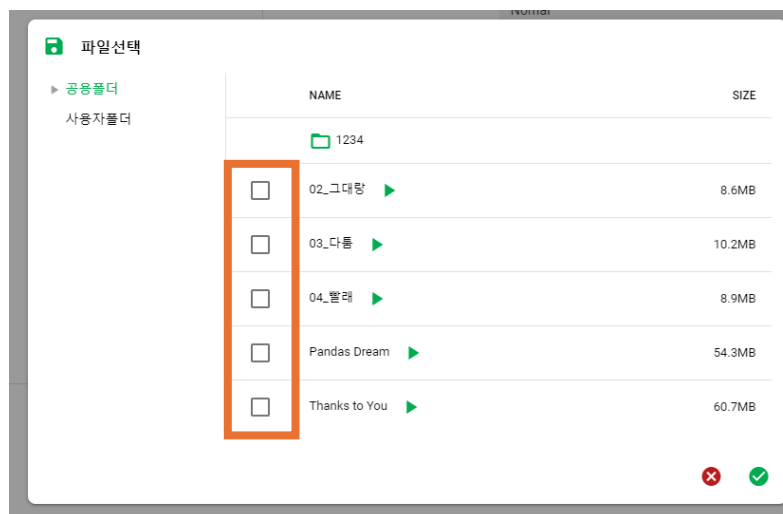 Nomal
파일선택
공용폴더
사용자폴더
NAME SIZE
1234
02_그대랑 8.6MB
03_다툼 10.2MB
04_빨래 8.9MB
Pandas Dream 54.3MB
Thanks to You 60.7MB